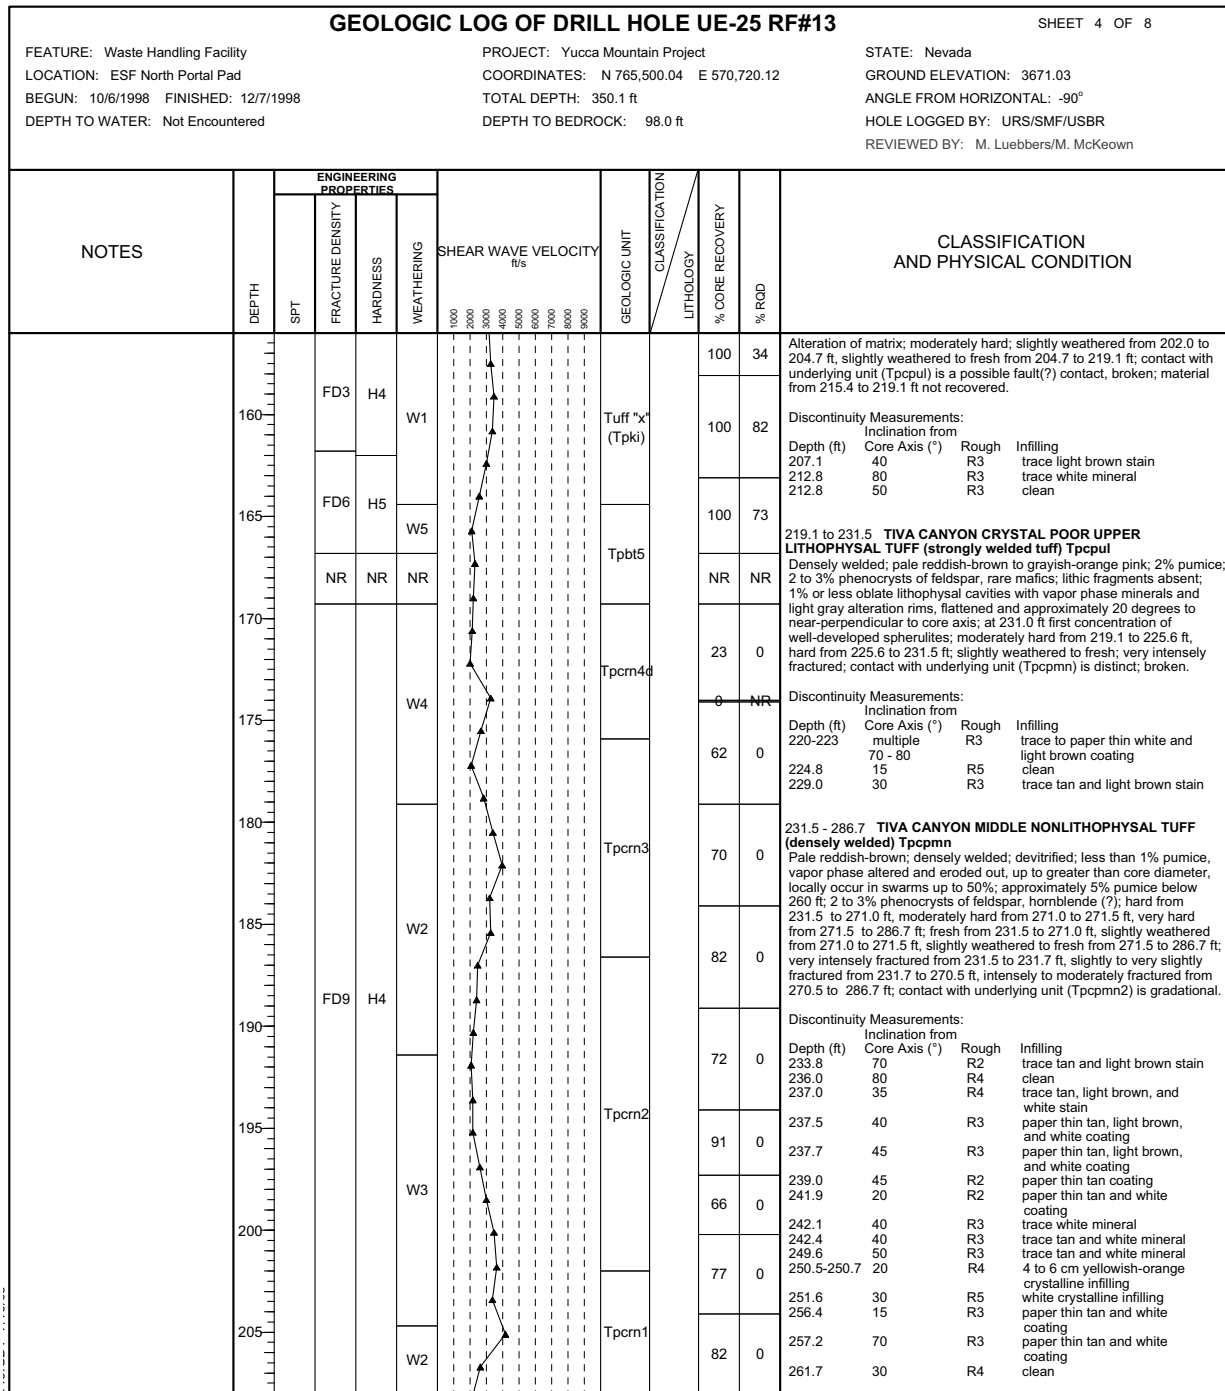 GEOLOGIC LOG OF DRILL HOLE UE-25 RF#13
SHEET 4 OF 8
FEATURE: Waste Handling Facility
LOCATION: ESF North Portal Pad
BEGUN: 10/6/1998 FINISHED: 12/7/1998
DEPTH TO WATER: Not Encountered
PROJECT: Yucca Mountain Project
COORDINATES: N 765,500.04 E 570,720.12
TOTAL DEPTH: 350.1 ft
DEPTH TO BEDROCK: 98.0 ft
STATE: Nevada
GROUND ELEVATION: 3671.03
ANGLE FROM HORIZONTAL: -90°
HOLE LOGGED BY: URS/SMF/USBR
REVIEWED BY: M. Luebbers/M. McKeown
NOTES
DEPTH
ENGINEERING
PROPERTIES
SPT
FRACTURE DENSITY
HARDNESS
WEATHERING
SHEAR WAVE VELOCITY
ft/s
1000 2000 3000 4000 5000 6000 7000 8000 9000
GEOLOGIC UNIT
CLASSIFICATION
LITHOLOGY
% CORE RECOVERY
% RQD
CLASSIFICATION
AND PHYSICAL CONDITION
160
165
170
175
180
185
190
195
200
205
FD3
FD6
NR
FD9
H4
H5
NR
H4
W1
W5
NR
W4
W2
W3
W2
Tuff "x"
(Tpki)
Tpbt5
Tpcrn4d
Tpcrn3
Tpcrn2
Tpcrn1
100 34
100 82
100 73
NR NR
23 0
0 NR
62 0
70 0
82 0
72 0
91 0
66 0
77 0
82 0
Alteration of matrix; moderately hard; slightly weathered from 202.0 to
204.7 ft, slightly weathered to fresh from 204.7 to 219.1 ft; contact with
underlying unit (Tpcpul) is a possible fault(?) contact, broken; material
from 215.4 to 219.1 ft not recovered.
Discontinuity Measurements:
Inclination from
Depth (ft) Core Axis (°) Rough Infilling
207.1 40 R3 trace light brown stain
212.8 80 R3 trace white mineral
212.8 50 R3 clean
219.1 to 231.5 TIVA CANYON CRYSTAL POOR UPPER
LITHOPHYSAL TUFF (strongly welded tuff) Tpcpul
Densely welded; pale reddish-brown to grayish-orange pink; 2% pumice;
2 to 3% phenocrysts of feldspar, rare mafics; lithic fragments absent;
1% or less oblate lithophysal cavities with vapor phase minerals and
light gray alteration rims, flattened and approximately 20 degrees to
near-perpendicular to core axis; at 231.0 ft first concentration of
well-developed spherulites; moderately hard from 219.1 to 225.6 ft,
hard from 225.6 to 231.5 ft; slightly weathered to fresh; very intensely
fractured; contact with underlying unit (Tpcpmn) is distinct; broken.
Discontinuity Measurements:
Inclination from
Depth (ft) Core Axis (°) Rough Infilling
220-223 multiple R3 trace to paper thin white and
70 - 80 light brown coating
224.8 15 R5 clean
229.0 30 R3 trace tan and light brown stain
231.5 - 286.7 TIVA CANYON MIDDLE NONLITHOPHYSAL TUFF
(densely welded) Tpcpmn
Pale reddish-brown; densely welded; devitrified; less than 1% pumice,
vapor phase altered and eroded out, up to greater than core diameter,
locally occur in swarms up to 50%; approximately 5% pumice below
260 ft; 2 to 3% phenocrysts of feldspar, hornblende (?); hard from
231.5 to 271.0 ft, moderately hard from 271.0 to 271.5 ft, very hard
from 271.5 to 286.7 ft; fresh from 231.5 to 271.0 ft, slightly weathered
from 271.0 to 271.5 ft, slightly weathered to fresh from 271.5 to 286.7 ft;
very intensely fractured from 231.5 to 231.7 ft, slightly to very slightly
fractured from 231.7 to 270.5 ft, intensely to moderately fractured from
270.5 to 286.7 ft; contact with underlying unit (Tpcpmn2) is gradational.
Discontinuity Measurements:
Inclination from
Depth (ft) Core Axis (°) Rough Infilling
233.8 70 R2 trace tan and light brown stain
236.0 80 R4 clean
237.0 35 R4 trace tan, light brown, and
white stain
237.5 40 R3 paper thin tan, light brown,
and white coating
237.7 45 R3 paper thin tan, light brown,
and white coating
239.0 45 R2 paper thin tan coating
241.9 20 R2 paper thin tan and white
coating
242.1 40 R3 trace white mineral
242.4 40 R3 trace tan and white mineral
249.6 50 R3 trace tan and white mineral
250.5-250.7 20 R4 4 to 6 cm yellowish-orange
crystalline infilling
251.6 30 R5 white crystalline infilling
256.4 15 R3 paper thin tan and white
coating
257.2 70 R3 paper thin tan and white
coating
261.7 30 R4 clean